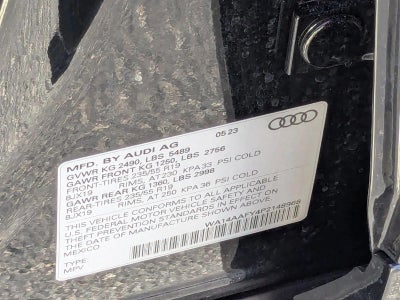 MFD. BY AUDI AG 05 23
GVWR KG 2490, LBS 5489
GAWR FRONT KG 1250, LBS 2756
FRONT-TIRES 235/55 R19
8JX19 RIMS, AT 230 KPA 33 PSI COLD
GAWR REAR KG 1360, LBS 2998
REAR-TIRES 235/55 R19
8JX19 RIMS, AT 250 KPA 36 PSI COLD
THIS VEHICLE CONFORMS TO ALL APPLICABLE
U.S. FEDERAL MOTOR VEHICLE SAFETY AND
THEFT PREVENTION STANDARDS IN EFFECT ON
THE DATE OF MANUFACTURE SHOWN ABOVE.
TYPE:
MPV